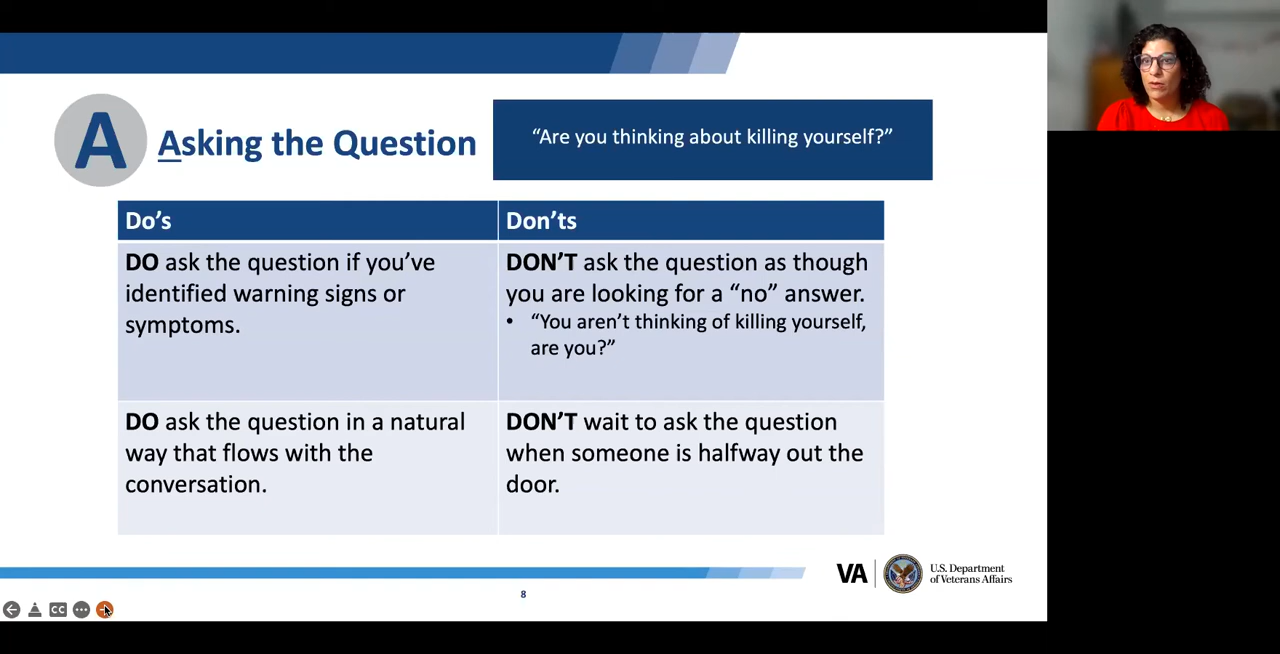 A
Asking the Question
“Are you thinking about killing yourself?”
Do’s
Don’ts
DO ask the question if you’ve
identified warning signs or
symptoms.
DON’T ask the question as though
you are looking for a “no” answer.
• “You aren’t thinking of killing yourself,
are you?”
DO ask the question in a natural
way that flows with the
conversation.
DON’T wait to ask the question
when someone is halfway out the
door.
VA
U.S. Department
of Veterans Affairs
8
CC